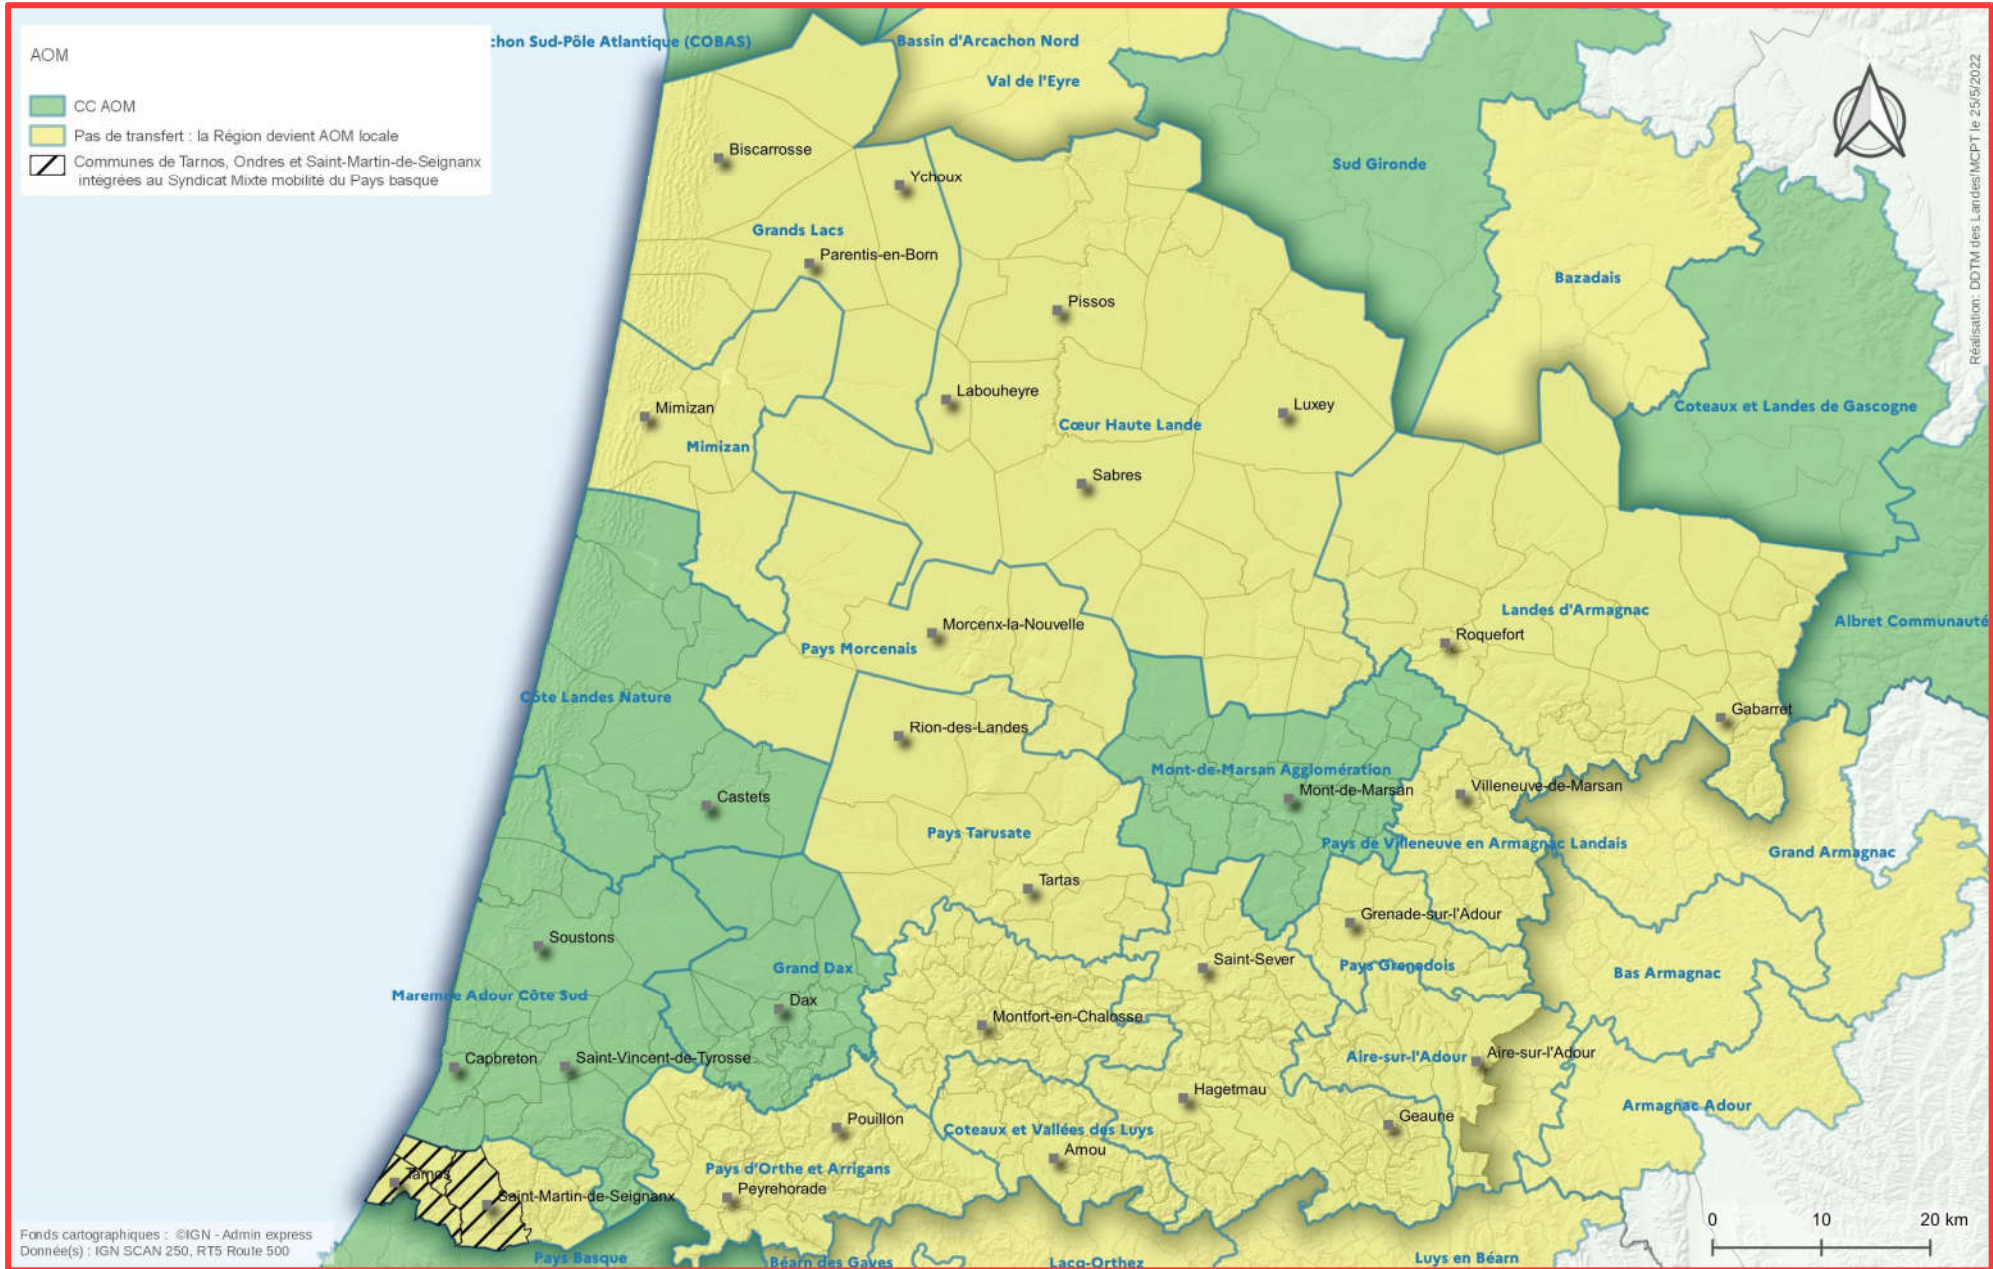 AOM
CC AOM
Pas de transfert : la Région devient AOM locale
Communes de Tarnos, Ondres et Saint-Martin-de-Seignanx
intégrées au Syndicat Mixte mobilité du Pays basque
chon Sud-Pôle Atlantique (COBAS)
Bassin d'Arcachon Nord
Val de l'Eyre
Réalisation: DDTM des Landes/MCPT le 25/5/2022
Biscarrosse
Ychoux
Sud Gironde
Grands Lacs
Parentis-en-Born
Bazadais
Pissos
Labouheyre
Luxey
Mimizan
Cœur Haute Lande
Coteaux et Landes de Gascogne
Mimizan
Sabres
Landes d'Armagnac
Morcenx-la-Nouvelle
Roquefort
Albret Communauté
Pays Morcenais
Côte Landes Nature
Rion-des-Landes
Gabarret
Mont-de-Marsan Agglomération
Mont-de-Marsan
Villeneuve-de-Marsan
Castets
Pays Tarusate
Pays de Villeneuve en Armagnac Landais
Grand Armagnac
Tartas
Grenade-sur-l'Adour
Soustons
Saint-Sever
Grand Dax
Pays Grenadois
Bas Armagnac
Maremne Adour Côte Sud
Dax
Montfort-en-Chalosse
Capbreton
Saint-Vincent-de-Tyrosse
Aire-sur-l'Adour
Aire-sur-l'Adour
Hagetmau
Pouillon
Geaune
Armagnac Adour
Coteaux et Vallées des Luys
Amou
Tarnos
Pays d'Orthe et Arrigans
Peyrehorade
Saint-Martin-de-Seignanx
0 10 20 km
Fonds cartographiques : ©IGN - Admin express
Donnée(s) : IGN SCAN 250, RT5 Route 500
Pays Basque
Béarn des Gaves
Lacq-Orthez
Luys en Béarn